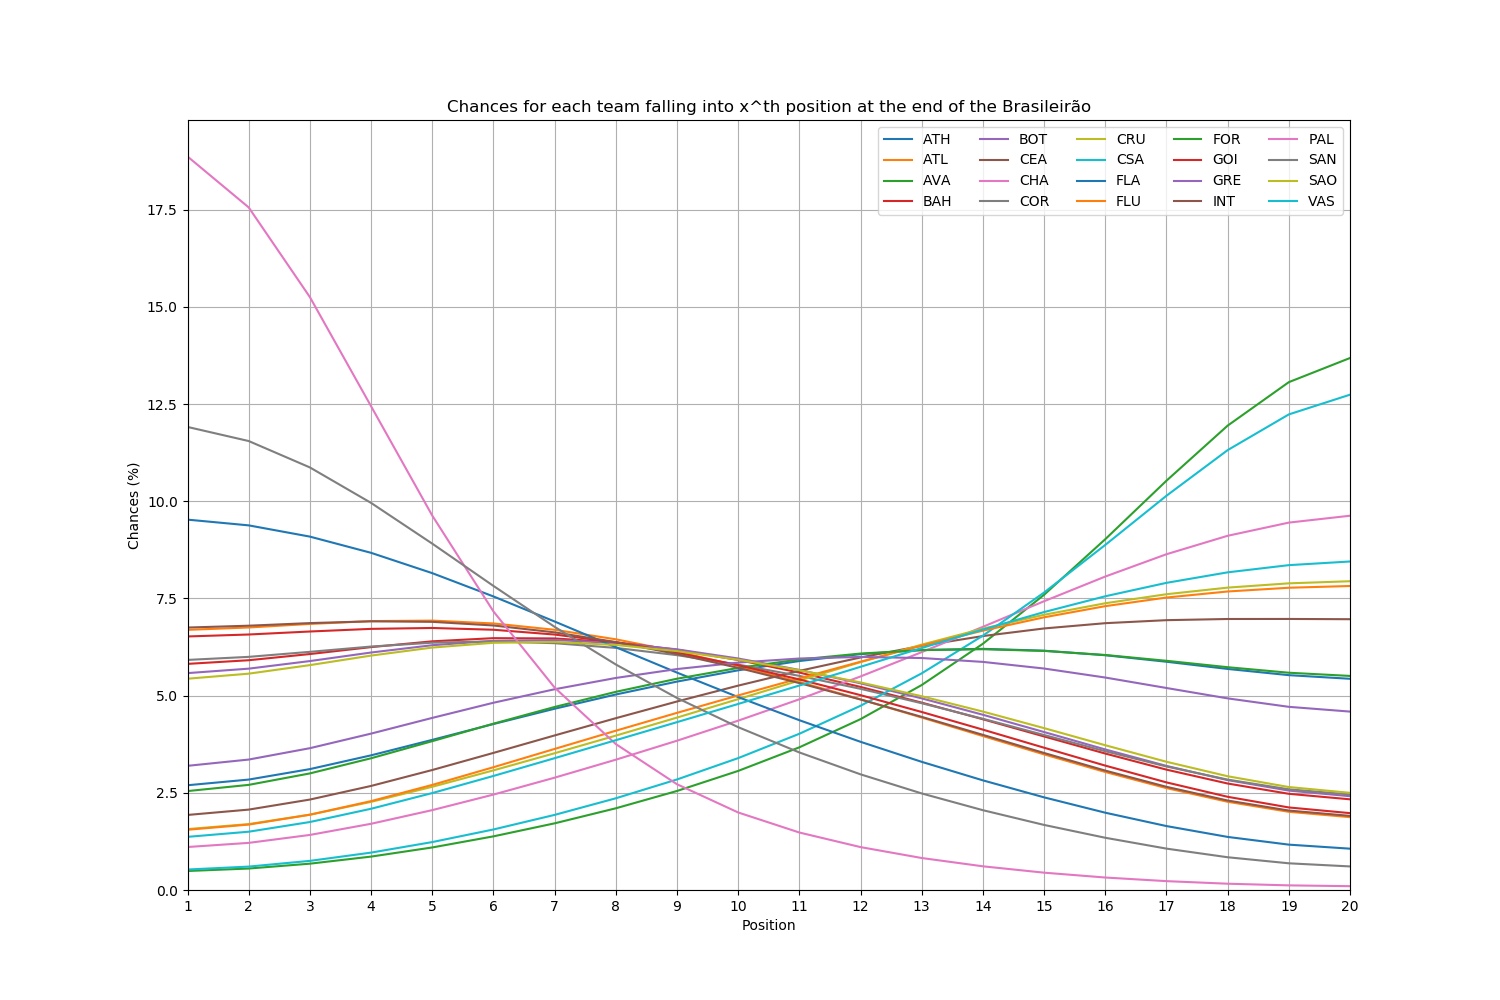 Chances for each team falling into x^th position at the end of the Brasileirão
ATH BOT CRU FOR PAL
ATL CEA CSA GOI SAN
AVA CHA FLA GRE SAO
BAH COR FLU INT VAS
17.5
15.0
12.5
10.0
7.5
5.0
2.5
0.0
Chances (%)
1 2 3 4 5 6 7 8 9 10 11 12 13 14 15 16 17 18 19 20
Position